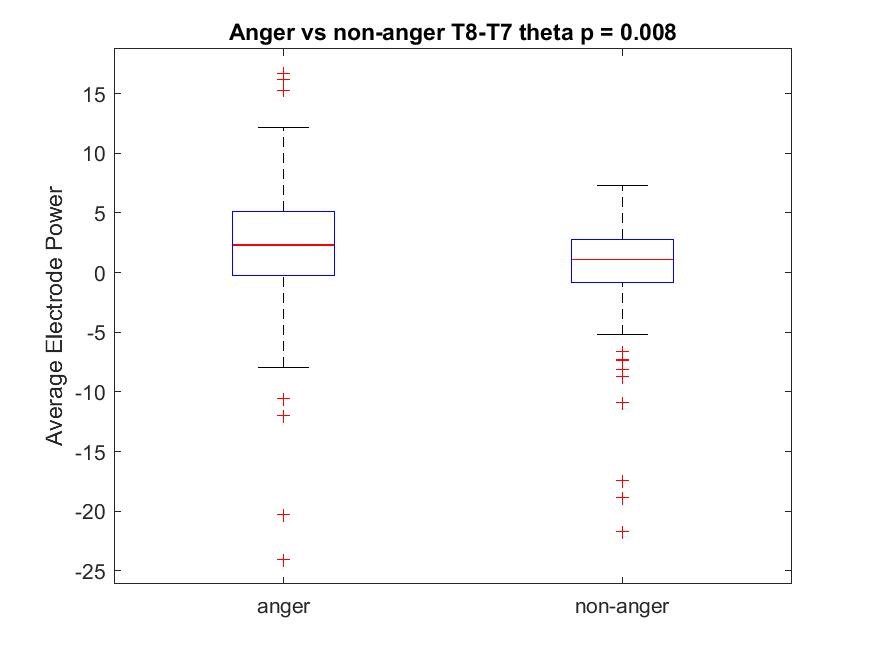 Anger vs non-anger T8-T7 theta p = 0.008
Average Electrode Power
15
10
5
0
-5
-10
-15
-20
-25
anger
non-anger